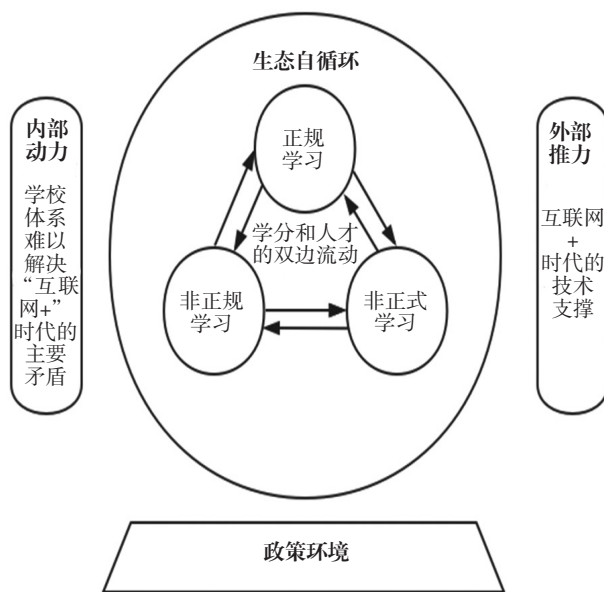 生态自循环
正规
学习
学分和人才
的双边流动
非正规
学习
非正式
学习
内部
动力
学校
体系
难以
解决
“互联
网+”
时代的
主要
矛盾
外部
推力
互联网
+
时代的
技术
支撑
政策环境